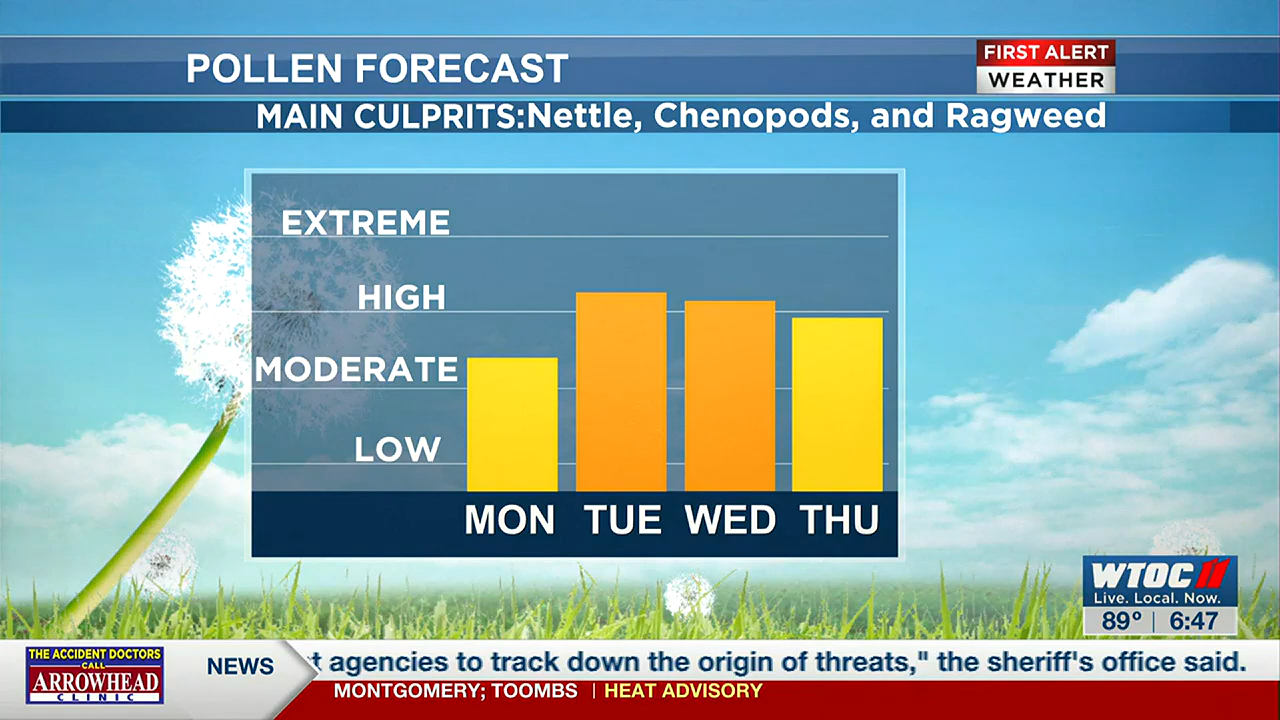 POLLEN FORECAST
FIRST ALERT
WEATHER
MAIN CULPRITS:Nettle, Chenopods, and Ragweed
EXTREME
HIGH
MODERATE
LOW
MON TUE WED THU
WTOC 11
Live. Local. Now.
89° | 6:47
THE ACCIDENT DOCTORS
CALL
ARROWHEAD
CLINIC
NEWS
agencies to track down the origin of threats," the sheriff's office said.
MONTGOMERY; TOOMBS | HEAT ADVISORY